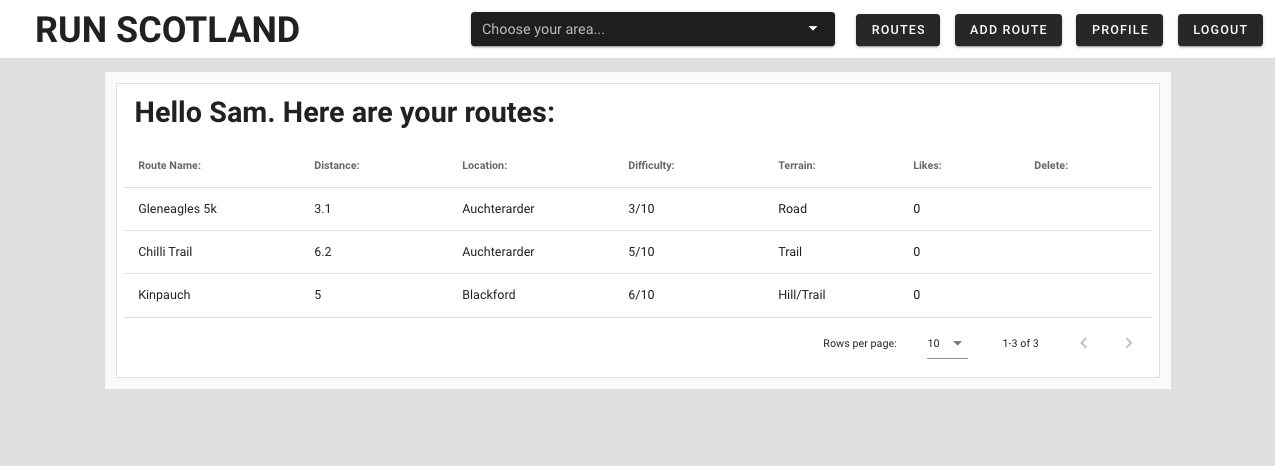 RUN SCOTLAND
Choose your area...
ROUTES
ADD ROUTE
PROFILE
LOGOUT
Hello Sam. Here are your routes:
Route Name: Distance: Location: Difficulty: Terrain: Likes: Delete:
Gleneagles 5k 3.1 Auchterarder 3/10 Road 0
Chilli Trail 6.2 Auchterarder 5/10 Trail 0
Kinpauch 5 Blackford 6/10 Hill/Trail 0
Rows per page: 10 1-3 of 3